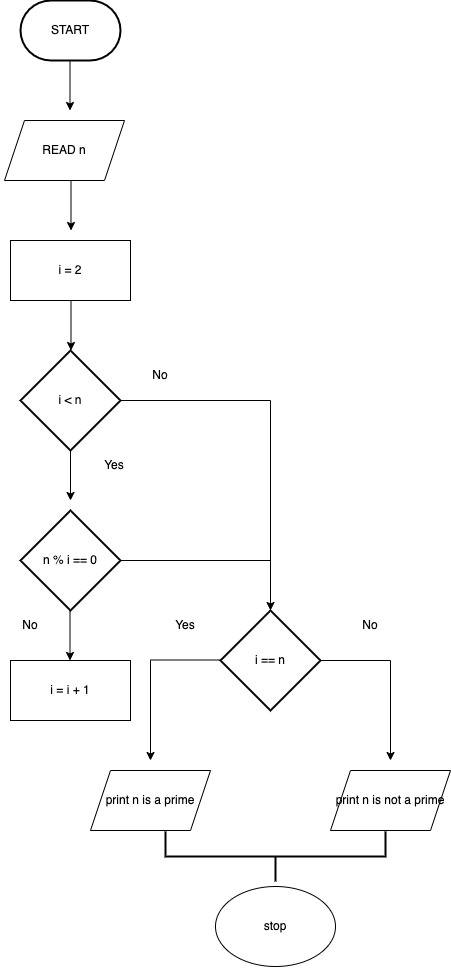 START
READ n
i = 2
No
i < n
Yes
n % i == 0
No
Yes
No
i == n
i = i + 1
print n is a prime
print n is not a prime
stop